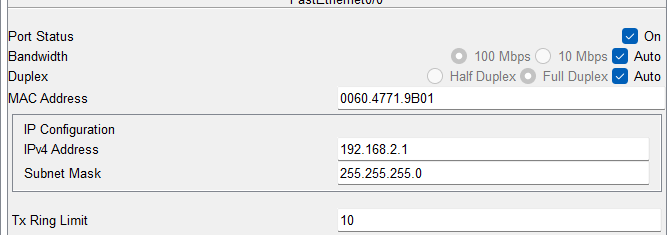 FastEthernet0/0
Port Status On
Bandwidth 100 Mbps 10 Mbps Auto
Duplex Half Duplex Full Duplex Auto
MAC Address 0060.4771.9B01
IP Configuration
IPv4 Address 192.168.2.1
Subnet Mask 255.255.255.0
Tx Ring Limit 10